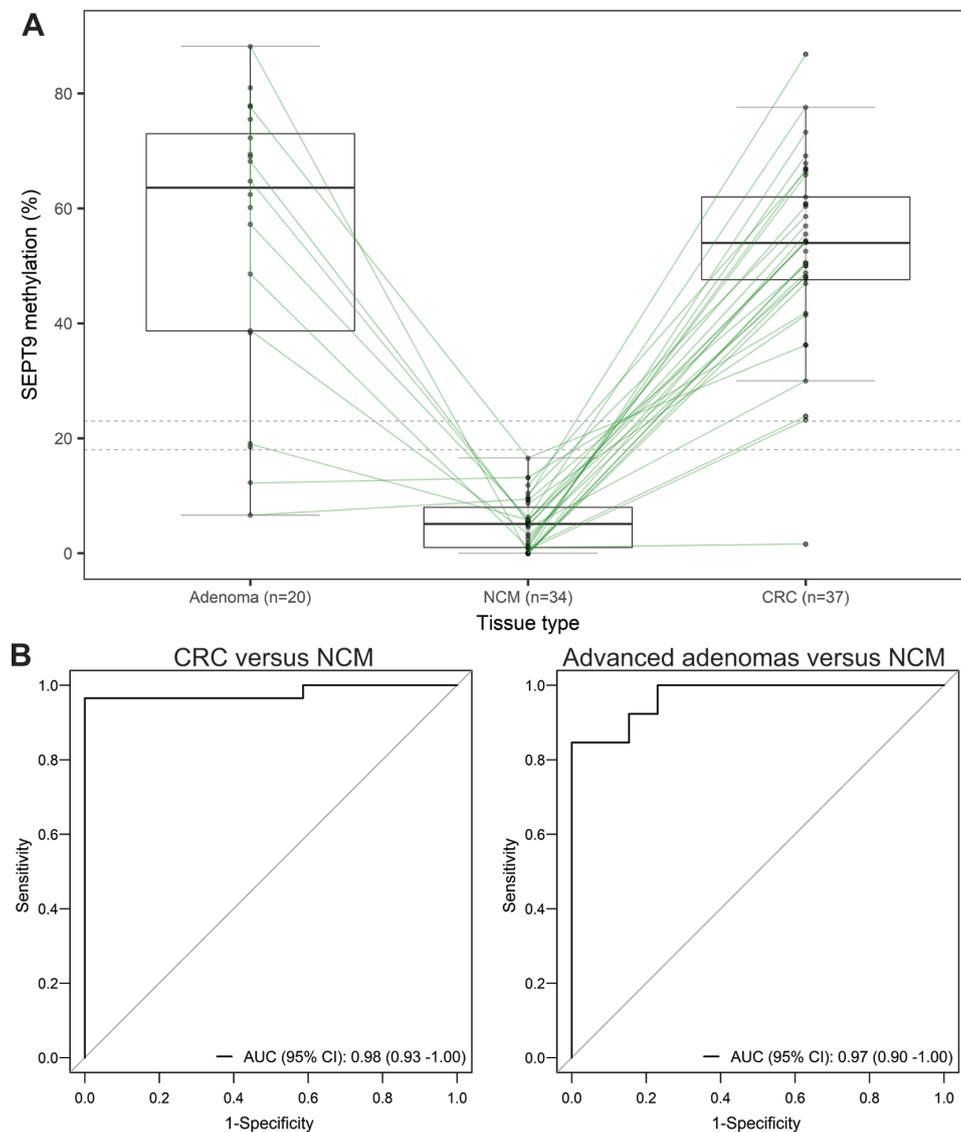 A
SEPT9 methylation (%)
80
60
40
20
0
Adenoma (n=20) NCM (n=34) CRC (n=37)
Tissue type
B
CRC versus NCM
Sensitivity
1.0
0.8
0.6
0.4
0.2
0.0
AUC (95% CI): 0.98 (0.93 -1.00)
0.0 0.2 0.4 0.6 0.8 1.0
1-Specificity
Advanced adenomas versus NCM
Sensitivity
1.0
0.8
0.6
0.4
0.2
0.0
AUC (95% CI): 0.97 (0.90 -1.00)
0.0 0.2 0.4 0.6 0.8 1.0
1-Specificity